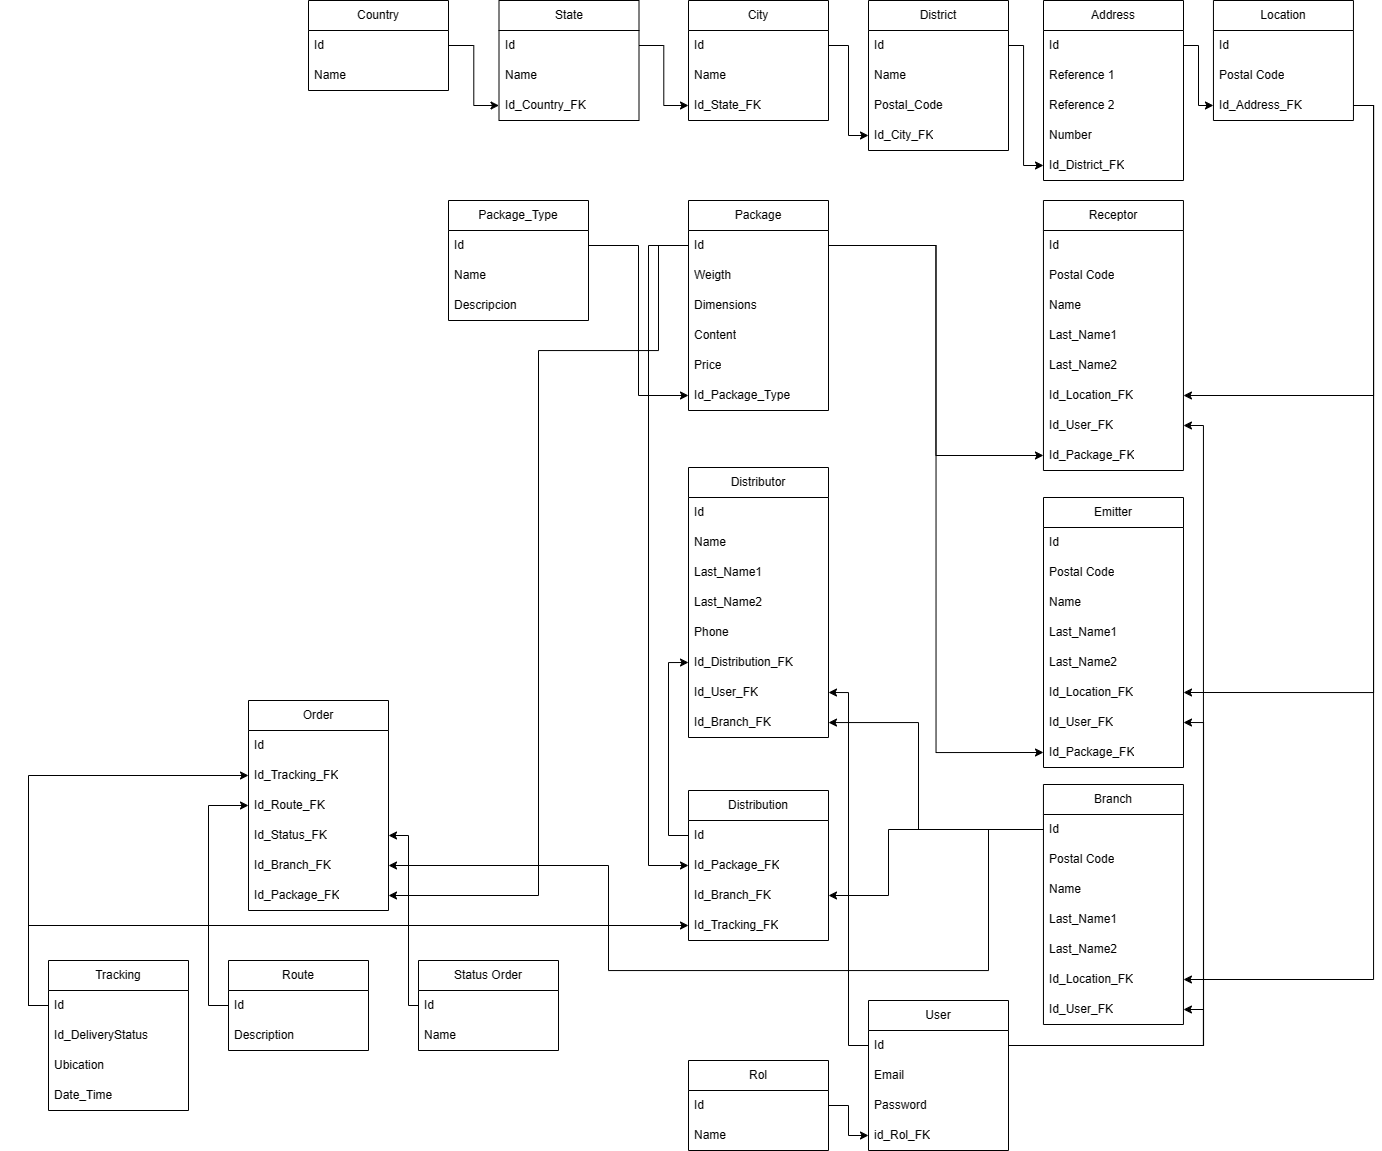 Country
Id
Name
State
Id
Name
Id_Country_FK
City
Id
Name
Id_State_FK
District
Id
Name
Postal_Code
Id_City_FK
Address
Id
Reference 1
Reference 2
Number
Id_District_FK
Location
Id
Postal Code
Id_Address_FK
Package_Type
Id
Name
Descripcion
Package
Id
Weigth
Dimensions
Content
Price
Id_Package_Type
Receptor
Id
Postal Code
Name
Last_Name1
Last_Name2
Id_Location_FK
Id_User_FK
Id_Package_FK
Distributor
Id
Name
Last_Name1
Last_Name2
Phone
Id_Distribution_FK
Id_User_FK
Id_Branch_FK
Emitter
Id
Postal Code
Name
Last_Name1
Last_Name2
Id_Location_FK
Id_User_FK
Id_Package_FK
Order
Id
Id_Tracking_FK
Id_Route_FK
Id_Status_FK
Id_Branch_FK
Id_Package_FK
Distribution
Id
Id_Package_FK
Id_Branch_FK
Id_Tracking_FK
Branch
Id
Postal Code
Name
Last_Name1
Last_Name2
Id_Location_FK
Id_User_FK
Tracking
Id
Id_DeliveryStatus
Ubication
Date_Time
Route
Id
Description
Status Order
Id
Name
Rol
Id
Name
User
Id
Email
Password
id_Rol_FK